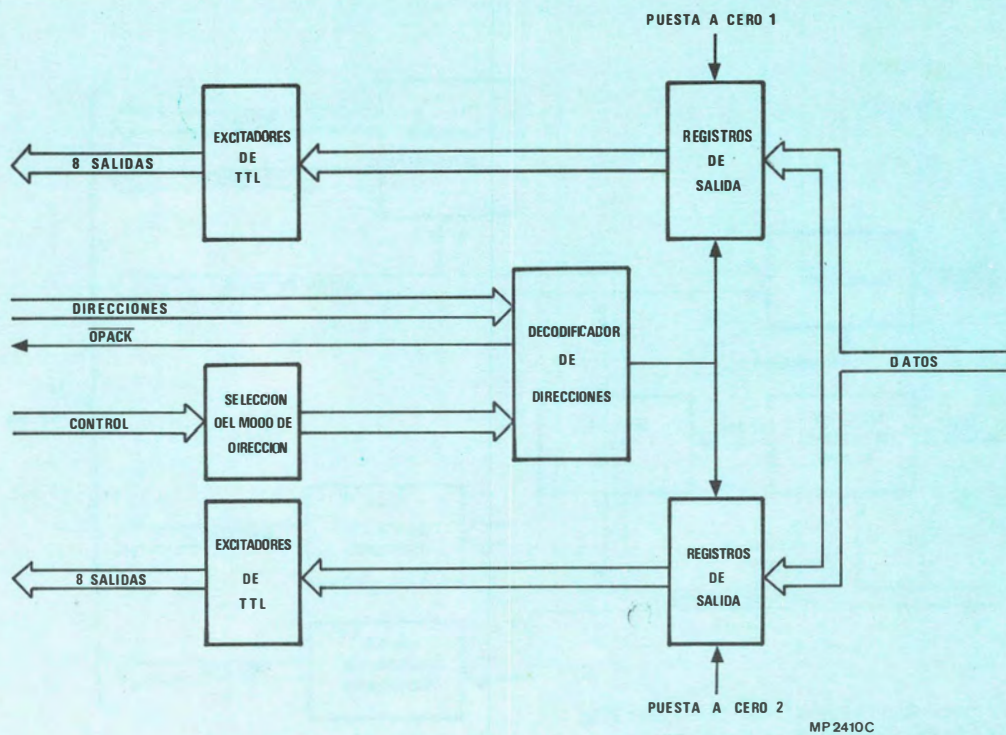 PUESTA A CERO 1
EXCITADORES
DE
TTL
REGISTROS
DE
SALIDA
8 SALIDAS
DIRECCIONES
OPACK
DECODIFICADOR
DE
DIRECCIONES
DATOS
SELECCION
OEL MODO DE
OIRECCION
CONTROL
EXCITADORES
DE
TTL
REGISTROS
DE
SALIDA
8 SALIDAS
PUESTA A CERO 2
MP2410C